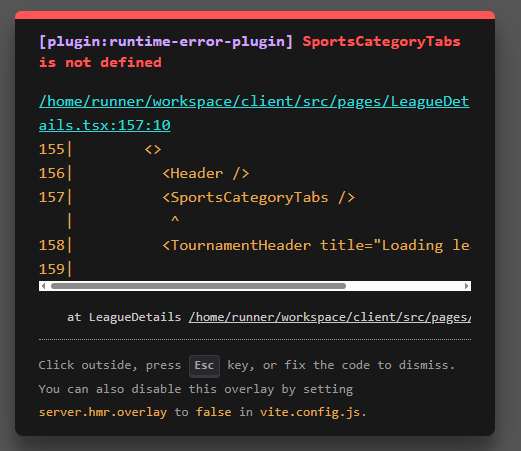 [plugin:runtime-error-plugin] SportsCategoryTabs
is not defined
/home/runner/workspace/client/src/pages/LeagueDet
ails.tsx:157:10
155|        <>
156|          <Header />
157|          <SportsCategoryTabs />
   |           ^
158|          <TournamentHeader title="Loading le
159|
at LeagueDetails /home/runner/workspace/client/src/pages/
Click outside, press Esc key, or fix the code to dismiss.
You can also disable this overlay by setting
server.hmr.overlay to false in vite.config.js.